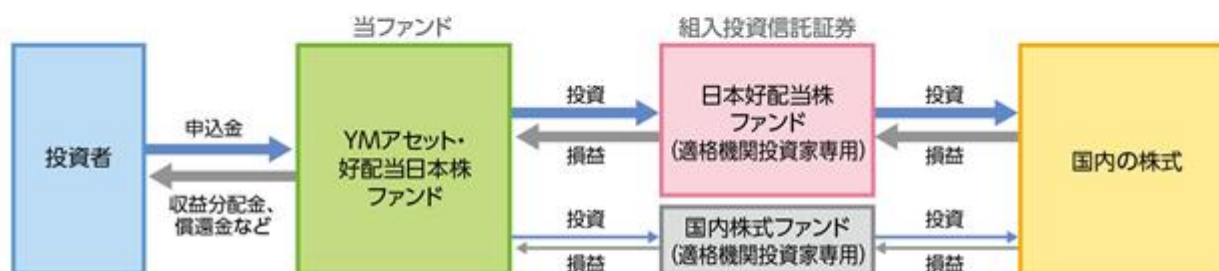 当ファンド
組入投資信託証券
投資者
申込金
収益分配金、
償還金など
YMアセット・
好配当日本株
ファンド
投資
損益
日本好配当株
ファンド
(適格機関投資家専用)
投資
損益
投資
損益
国内株式ファンド
(適格機関投資家専用)
投資
損益
国内の株式